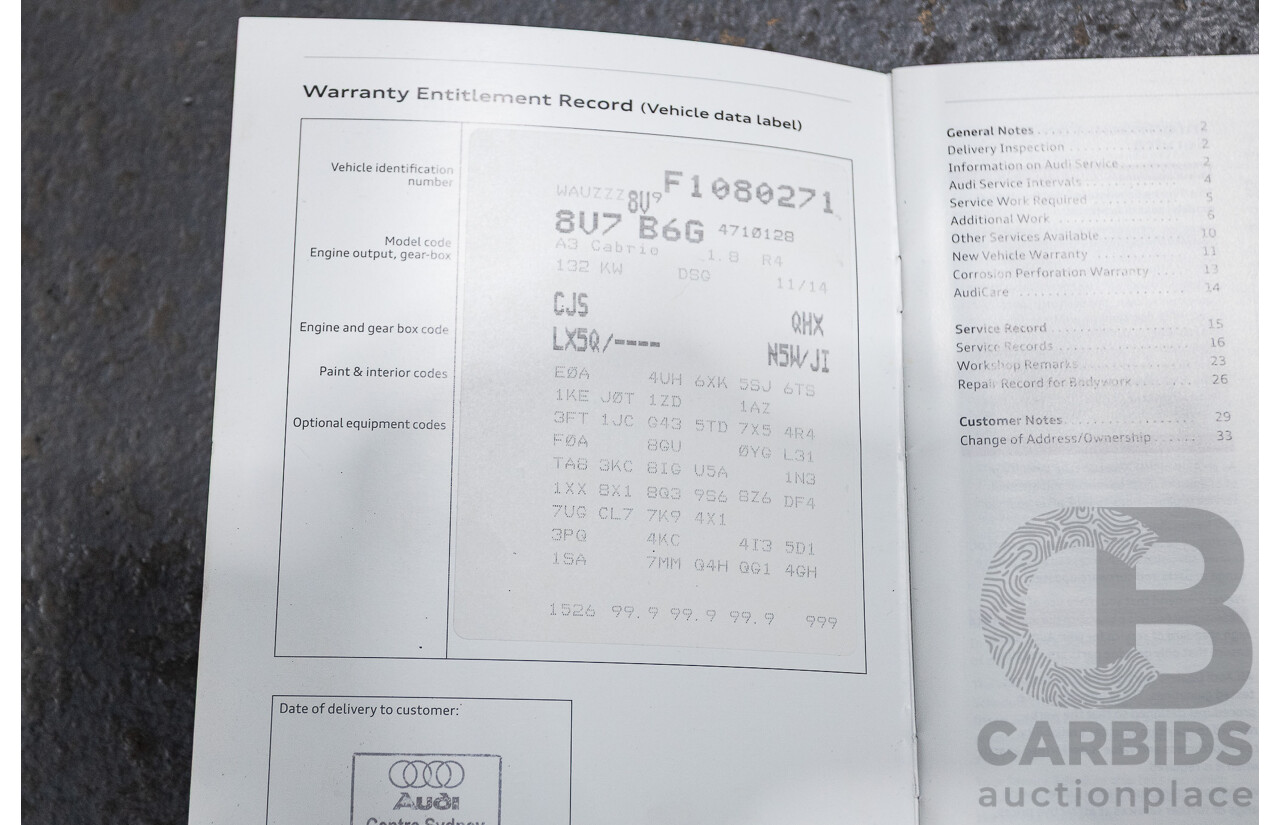 Warranty Entitlement Record (Vehicle data label)
Vehicle identification
number
WAUZZZ8V9F1080271
8V7 B6G 4710128
Model code
A3 Cabrio 1.8 R4
Engine output, gear-box
132 KW DSG 11/14
CJS QHX
Engine and gear box code
LX5Q/---- N5W/JI
Paint & interior codes
EØA 4UH 6XK 5SJ 6TS
1KE JØT 1ZD 1AZ
Optional equipment codes
3FT 1JC Q43 5TD 7X5 4R4
FØA 8GU ØYG L31
TA8 3KC 8IG U5A 1N3
1XX 8X1 8Q3 9S6 8Z6 DF4
7UG CL7 7K9 4X1
3PQ 4KC 4I3 5D1
1SA 7MM Q4H QG1 4GH
1526 99.9 99.9 99.9 999
Date of delivery to customer:
Audi
Centre Sydney
General Notes 2
Delivery Inspection 2
Information on Audi Service 2
Audi Service Intervals 4
Service Work Required 5
Additional Work 6
Other Services Available 10
New Vehicle Warranty 11
Corrosion Perforation Warranty 13
AudiCare 14
Service Record 15
Service Records 16
Workshop Remarks 23
Repair Record for Bodywork 26
Customer Notes 29
Change of Address/Ownership 33
CB
CARBIDS
auctionplace